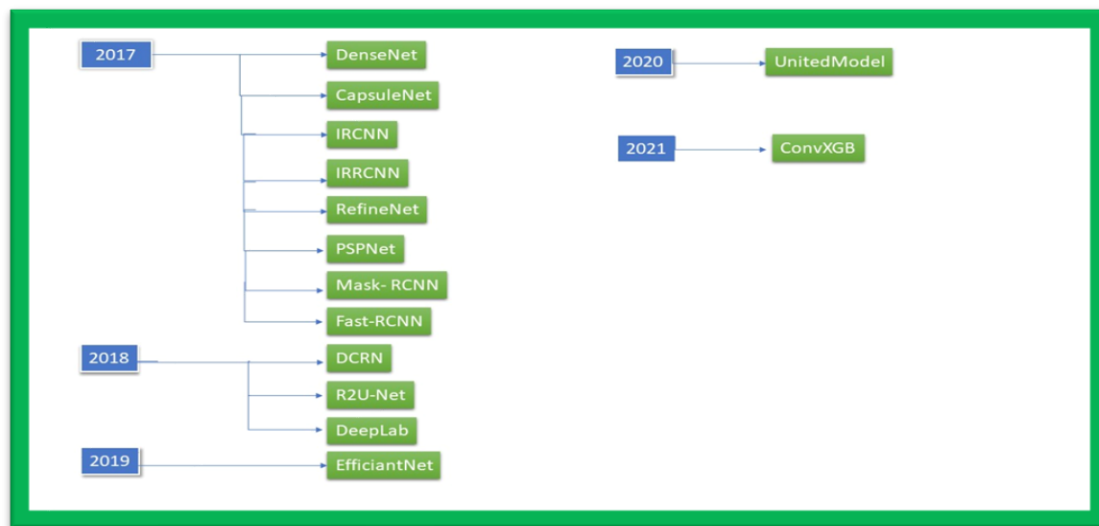 2017
DenseNet
CapsuleNet
IRCNN
IRRCNN
RefineNet
PSPNet
Mask- RCNN
Fast-RCNN
2018
DCRN
R2U-Net
DeepLab
2019
EfficiantNet
2020
UnitedModel
2021
ConvXGB